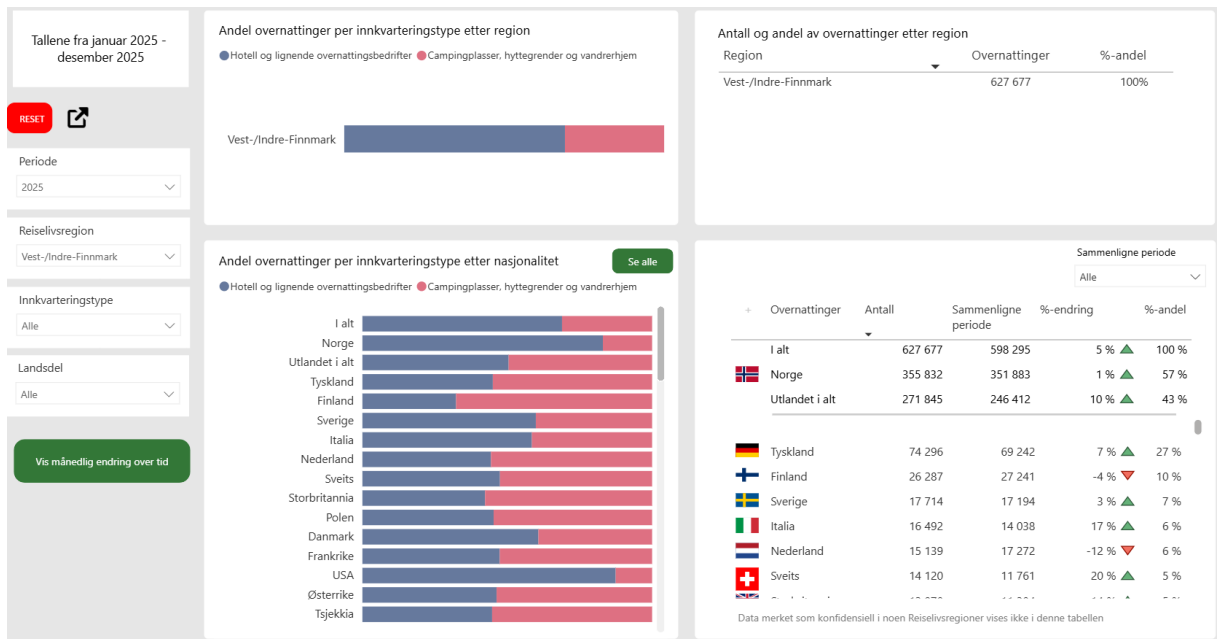 Tallene fra januar 2025 -
desember 2025
RESET
Periode
2025
Reiselivsregion
Vest-/Indre-Finnmark
Innkvarteringstype
Alle
Landsdel
Alle
Vis månedlig endring over tid
Andel overnattinger per innkvarteringstype etter region
Hotell og lignende overnattingsbedrifter Campingplasser, hyttegrender og vandrerhjem
Vest-/Indre-Finnmark
Antall og andel av overnattinger etter region
Region Overnattinger %-andel
Vest-/Indre-Finnmark 627 677 100%
Andel overnattinger per innkvarteringstype etter nasjonalitet
Se alle
Hotell og lignende overnattingsbedrifter Campingplasser, hyttegrender og vandrerhjem
I alt
Norge
Utlandet i alt
Tyskland
Finland
Sverige
Italia
Nederland
Sveits
Storbritannia
Polen
Danmark
Frankrike
USA
Østerrike
Tsjekkia
Sammenligne periode
Alle
+ Overnattinger Antall Sammenligne periode %-endring %-andel
I alt 627 677 598 295 5 % 100 %
Norge 355 832 351 883 1 % 57 %
Utlandet i alt 271 845 246 412 10 % 43 %
Tyskland 74 296 69 242 7 % 27 %
Finland 26 287 27 241 -4 % 10 %
Sverige 17 714 17 194 3 % 7 %
Italia 16 492 14 038 17 % 6 %
Nederland 15 139 17 272 -12 % 6 %
Sveits 14 120 11 761 20 % 5 %
Data merket som konfidensiell i noen Reiselivsregioner vises ikke i denne tabellen